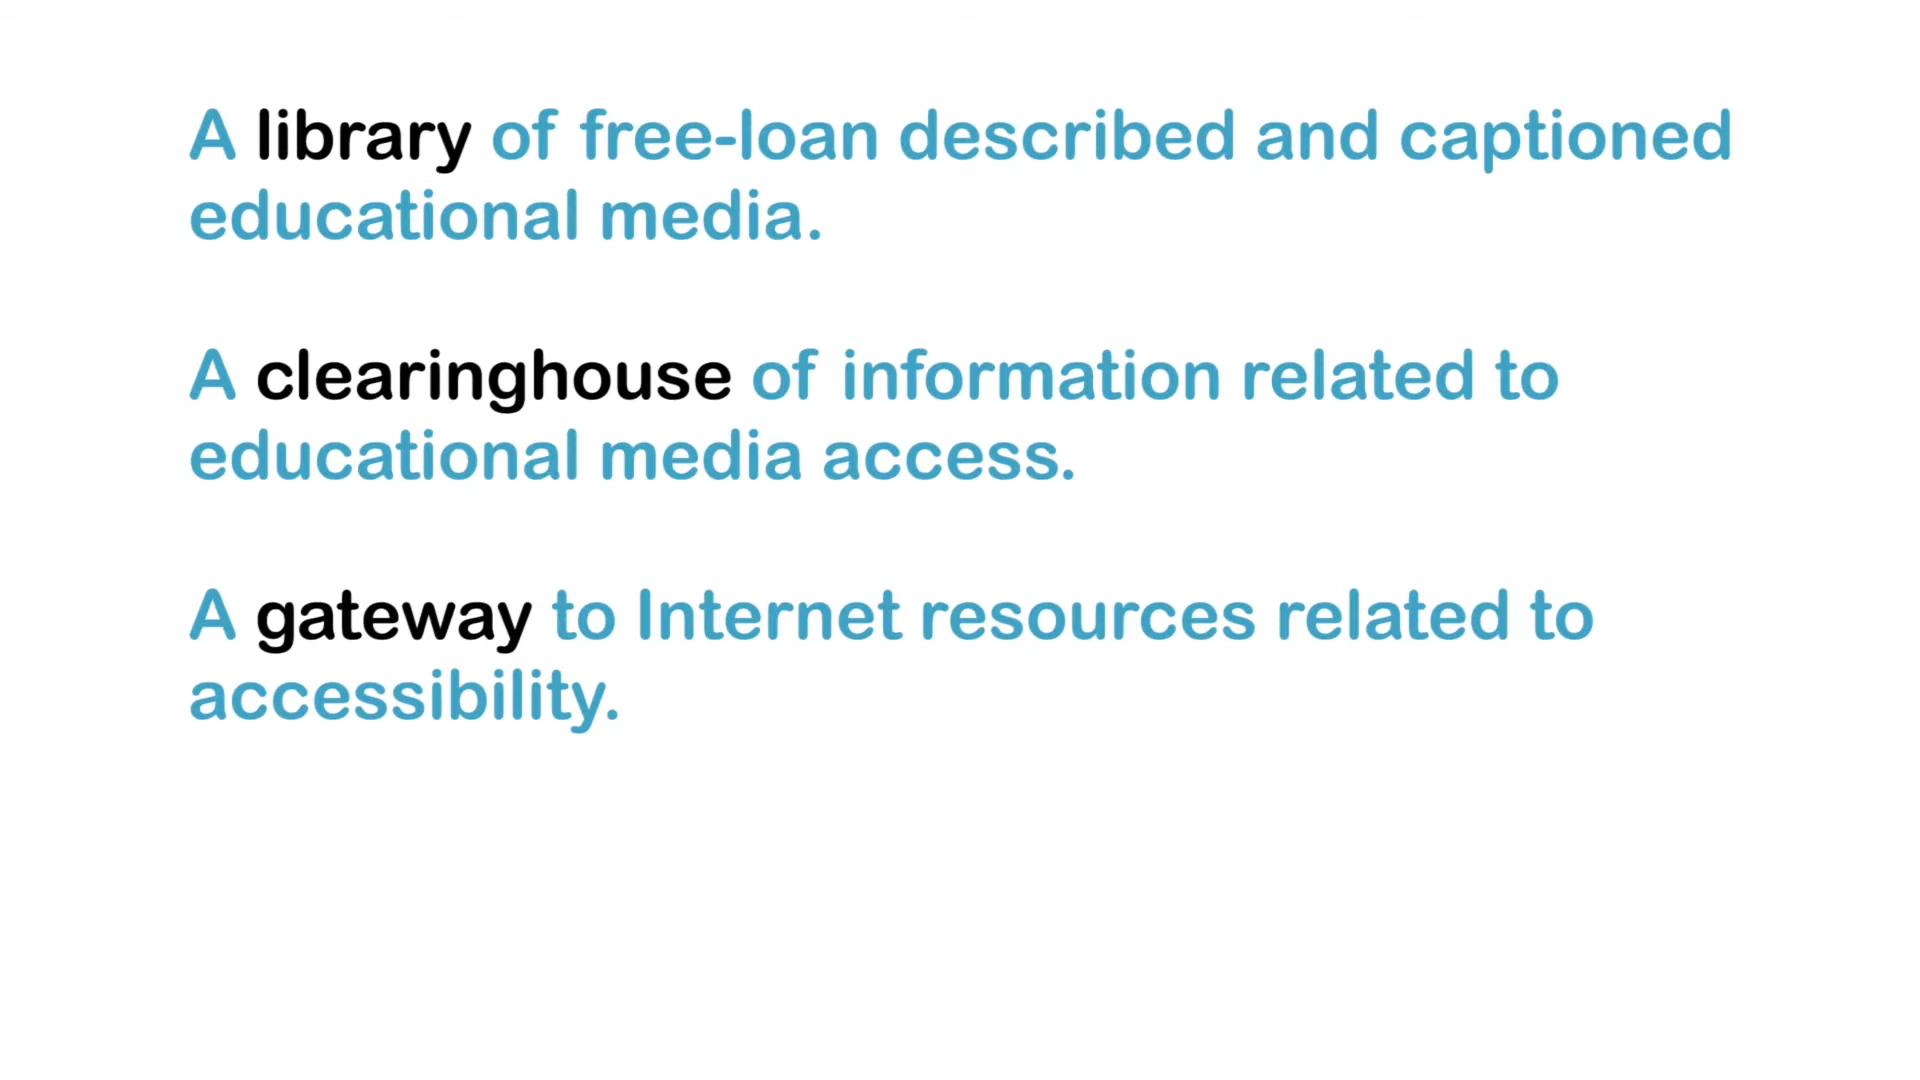 A library of free-loan described and captioned
educational media.
A clearinghouse of information related to
educational media access.
A gateway to Internet resources related to
accessibility.